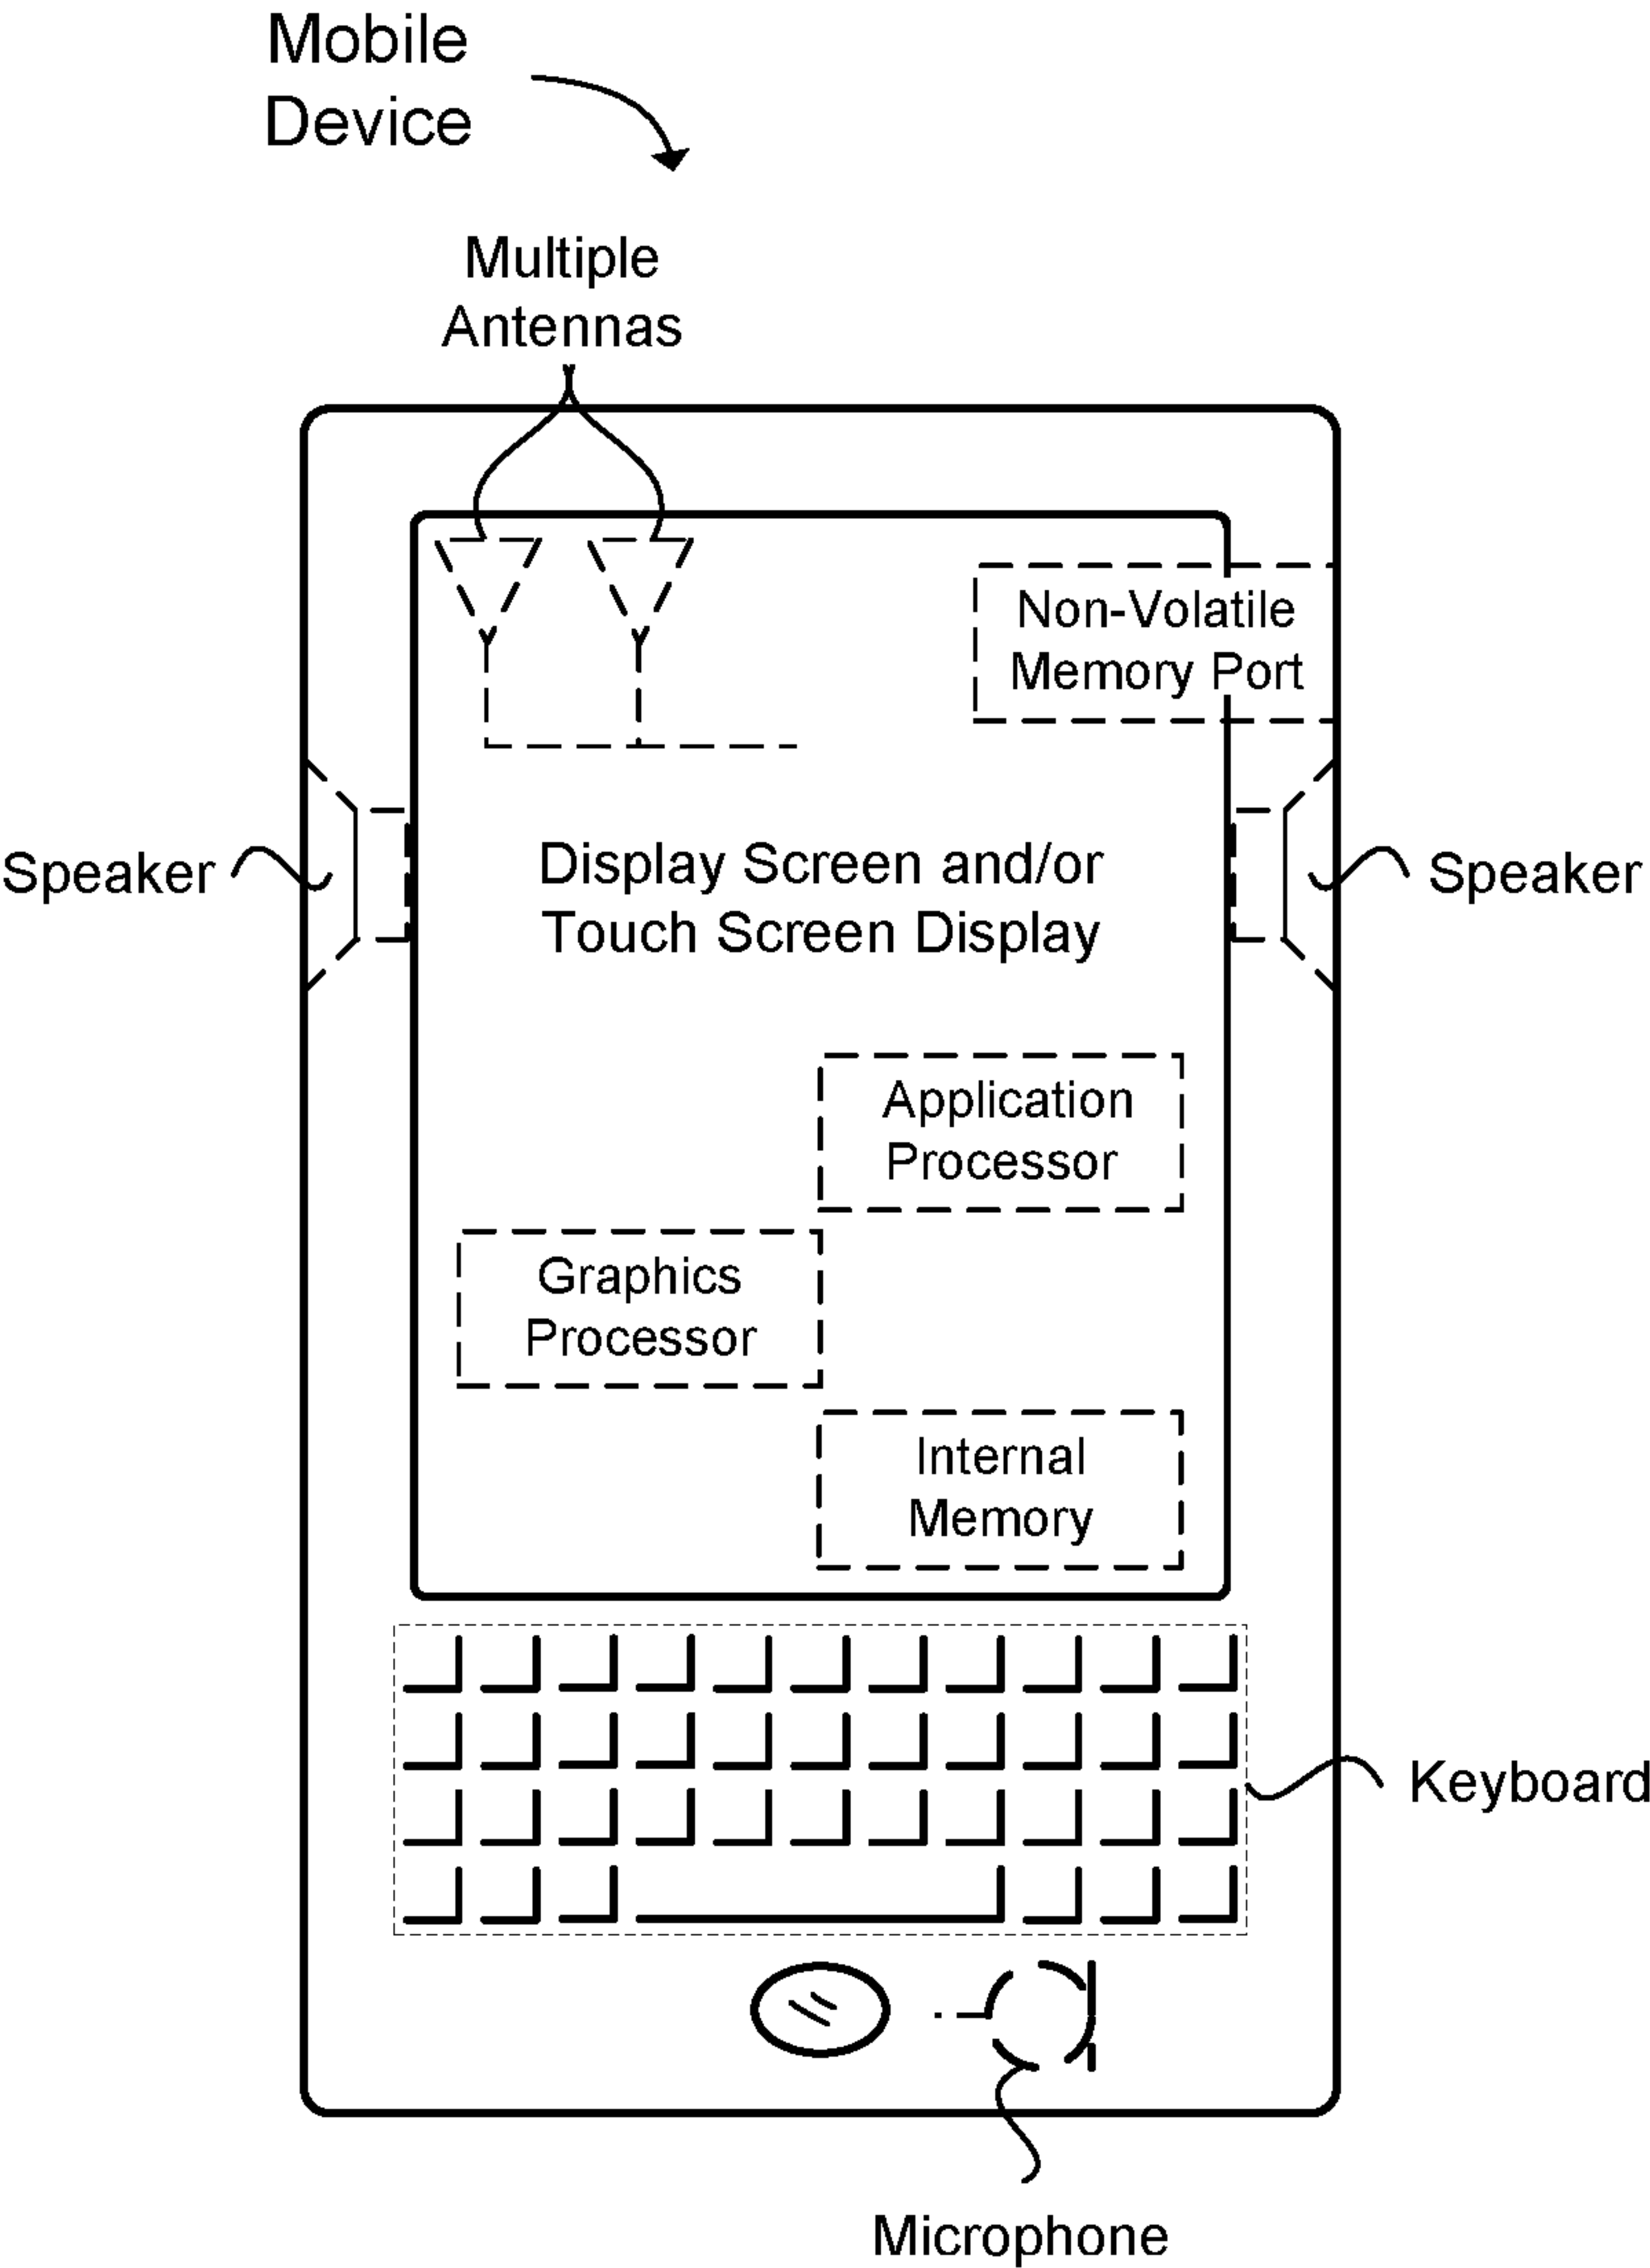 Mobile
Device
Multiple
Antennas
Non-Volatile
Memory Port
Speaker
Display Screen and/or
Touch Screen Display
Speaker
Application
Processor
Graphics
Processor
Internal
Memory
Keyboard
Microphone